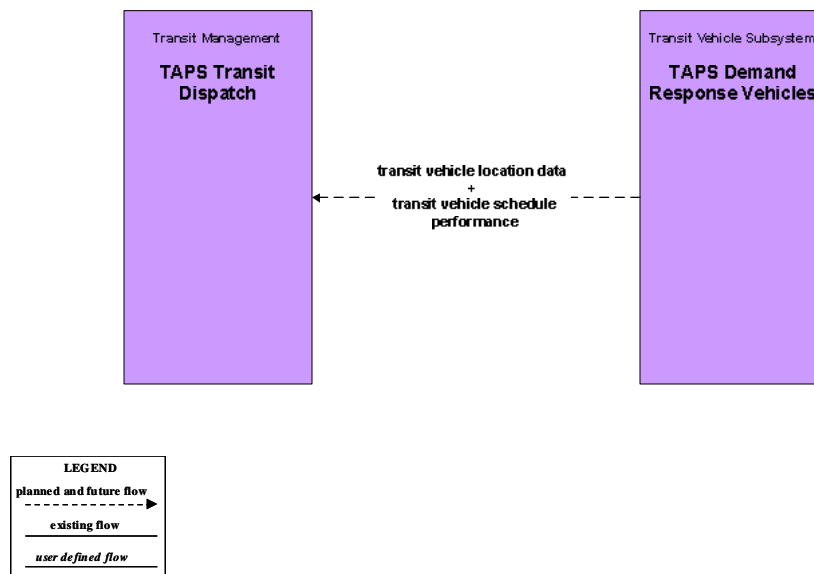 Transit Management
TAPS Transit
Dispatch
Transit Vehicle Subsystem
TAPS Demand
Response Vehicles
transit vehicle location data
+
transit vehicle schedule
performance
LEGEND
planned and future flow
existing flow
user defined flow